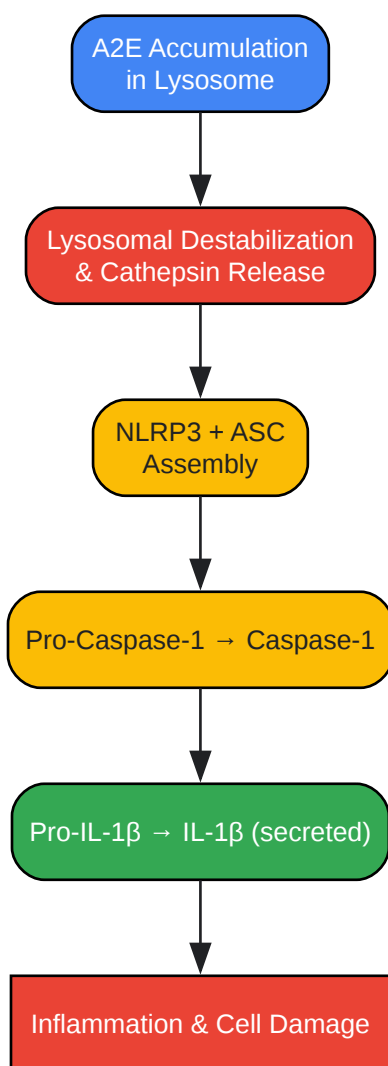 A2E Accumulation
in Lysosome
Lysosomal Destabilization
& Cathepsin Release
NLRP3 + ASC
Assembly
Pro-Caspase-1 → Caspase-1
Pro-IL-1β → IL-1β (secreted)
Inflammation & Cell Damage